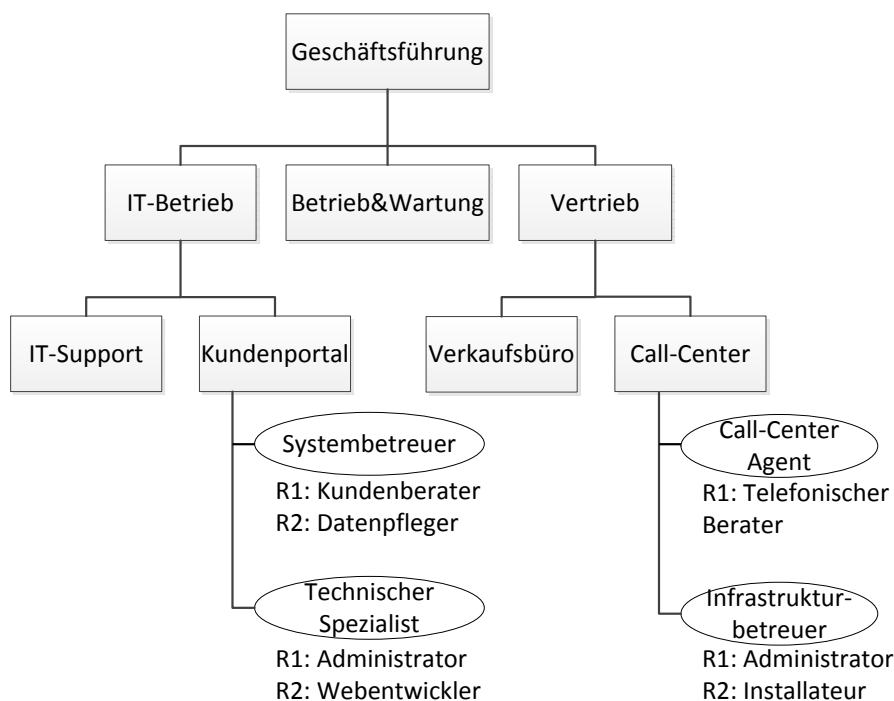 Geschäftsführung
IT-Betrieb
Betrieb&Wartung
Vertrieb
IT-Support
Kundenportal
Verkaufsbüro
Call-Center
Systembetreuer
R1: Kundenberater
R2: Datenpfleger
Call-Center
Agent
R1: Telefonischer
Berater
Technischer
Spezialist
R1: Administrator
R2: Webentwickler
Infrastruktur-
betreuer
R1: Administrator
R2: Installateur